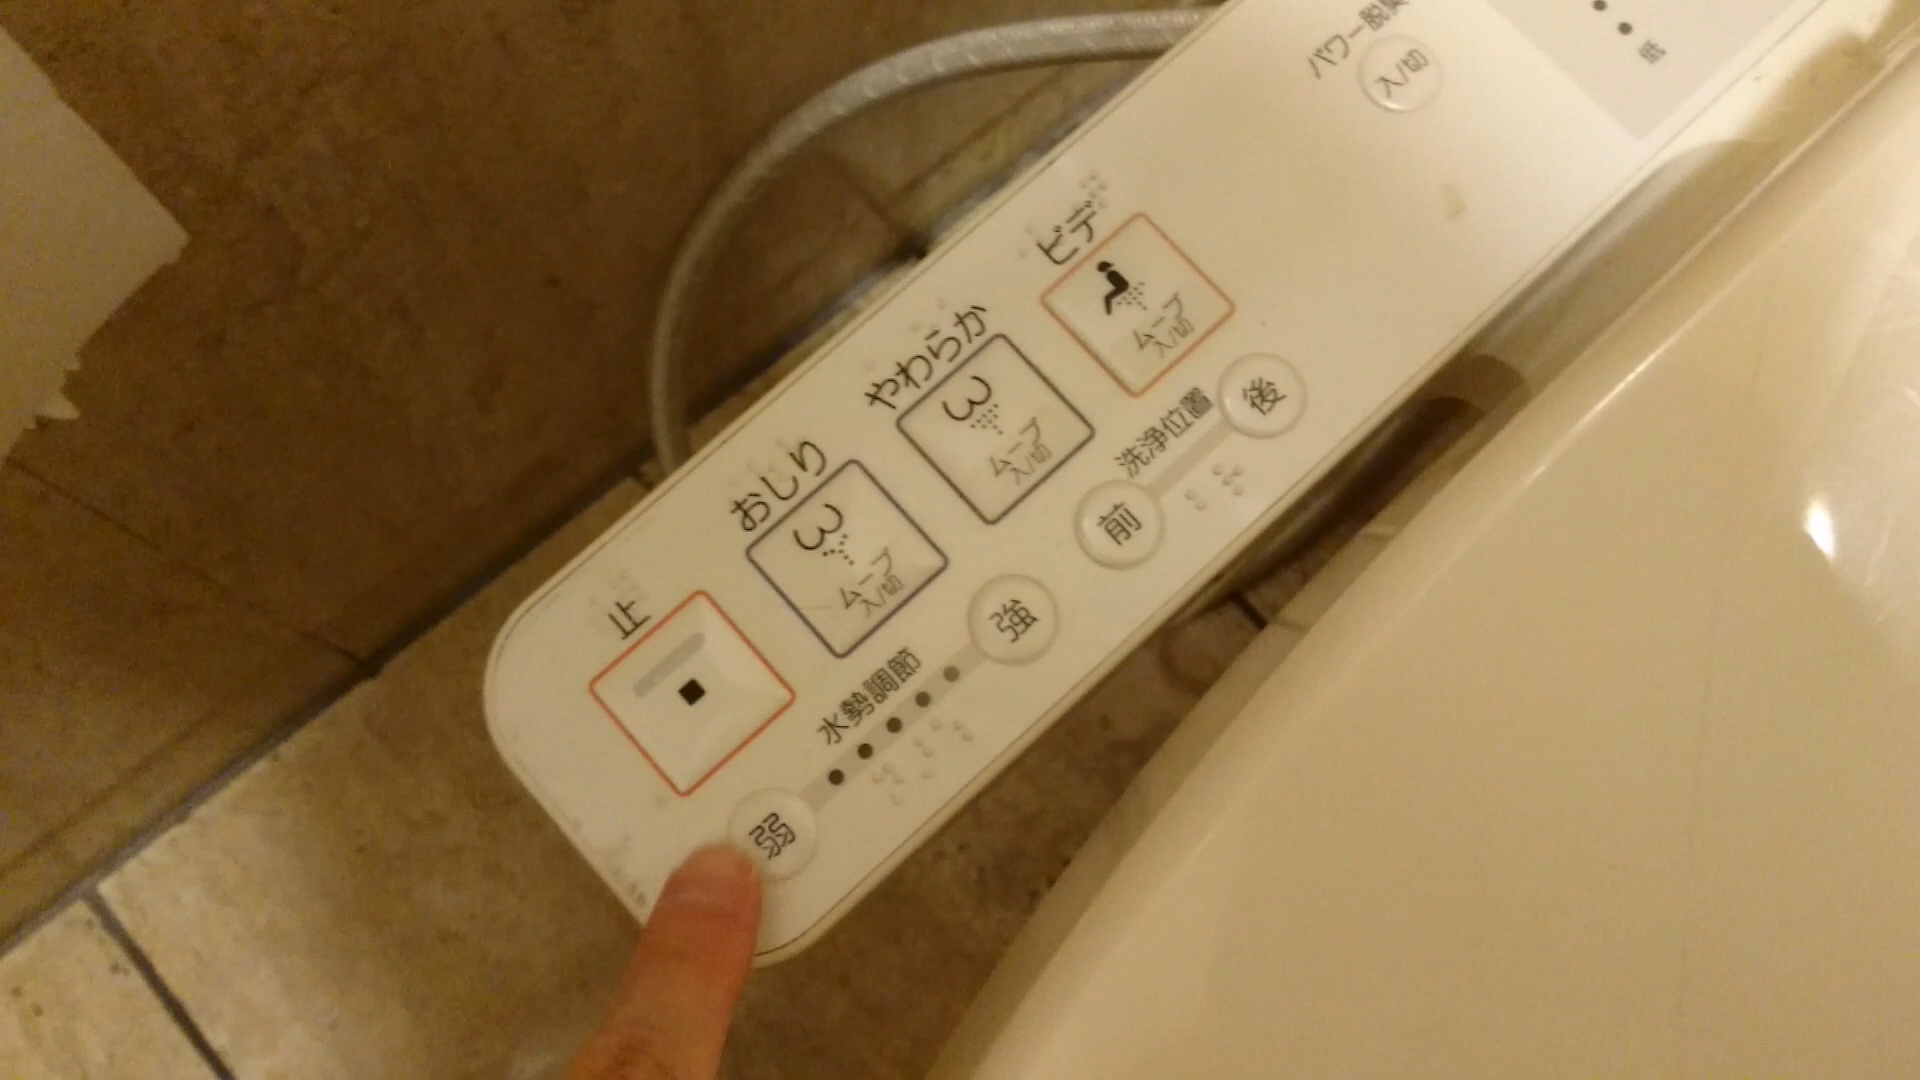 止
おしり
ムーブ
入/切
やわらか
ムーブ
入/切
ビデ
ムーブ
入/切
弱
水勢調節
強
前
洗浄位置
後
パワー脱臭
入/切
低